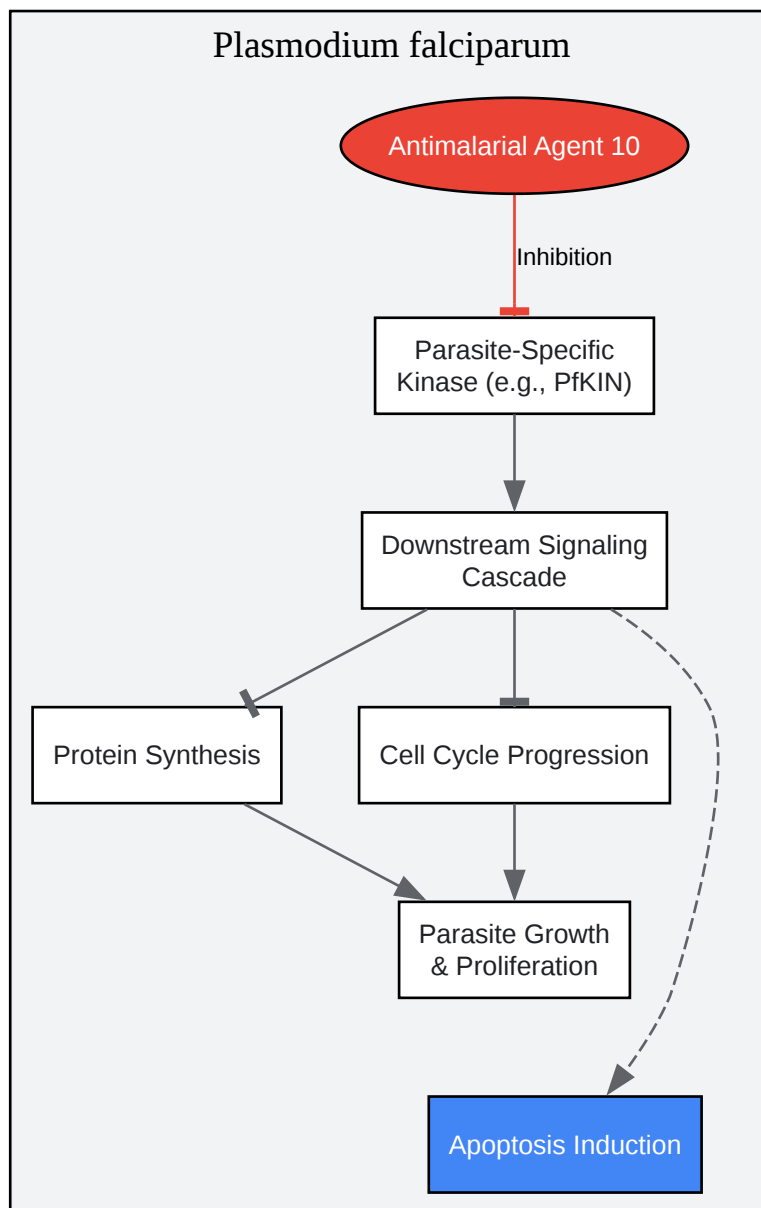 Plasmodium falciparum
Antimalarial Agent 10
Inhibition
Parasite-Specific
Kinase (e.g., PfKIN)
Downstream Signaling
Cascade
Protein Synthesis
Cell Cycle Progression
Parasite Growth
& Proliferation
Apoptosis Induction